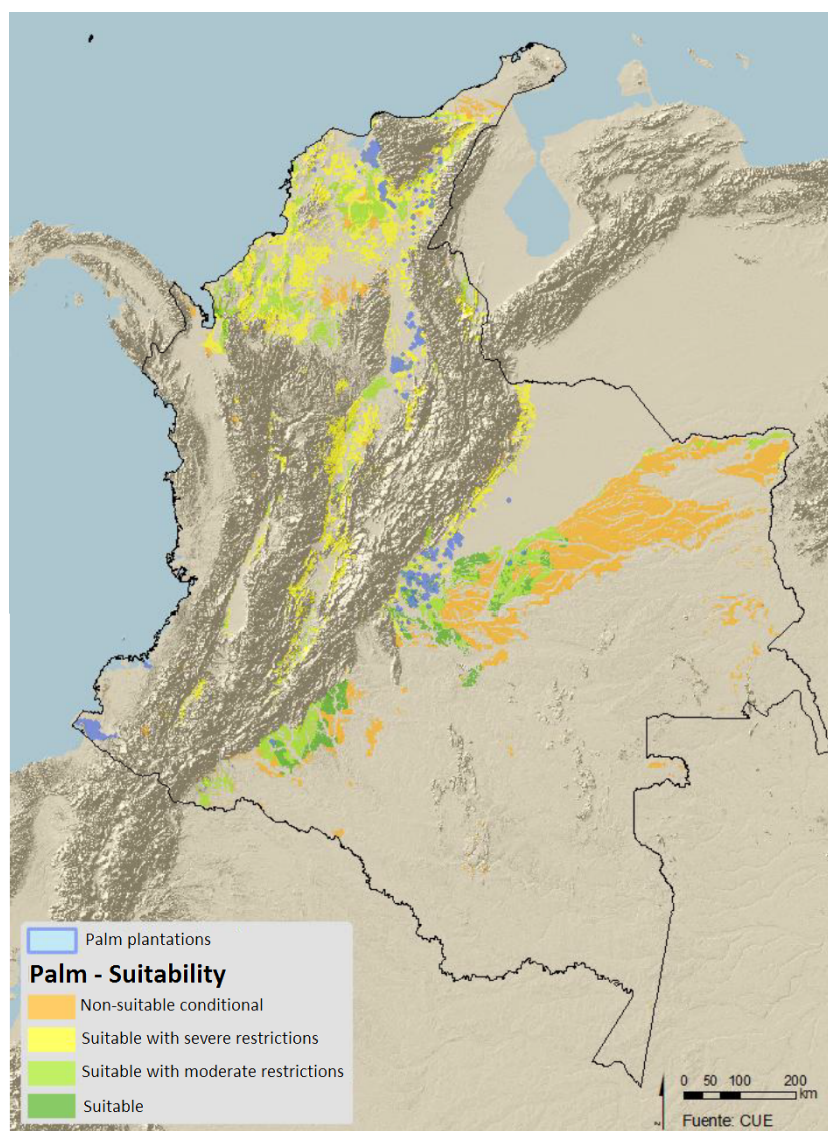 Palm plantations
Palm - Suitability
Non-suitable conditional
Suitable with severe restrictions
Suitable with moderate restrictions
Suitable
0 50 100 200
km
Fuente: CUE